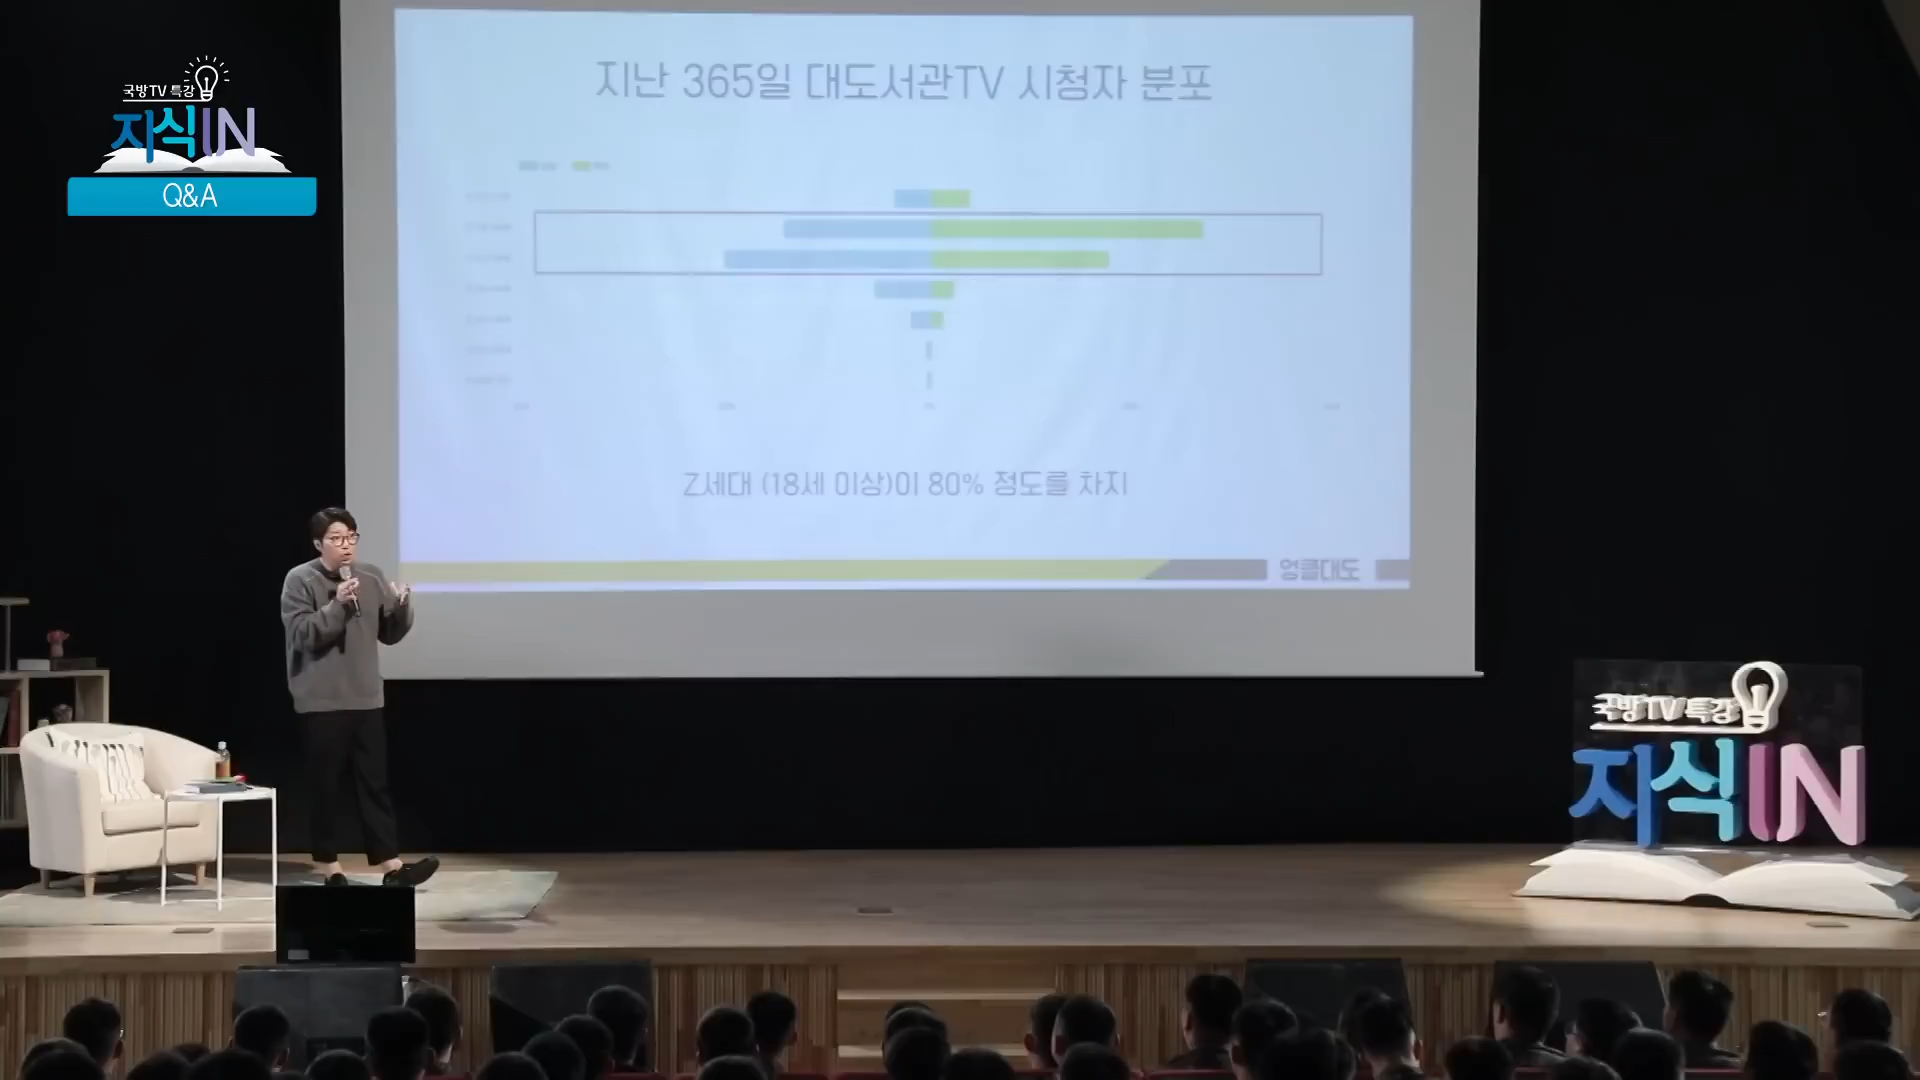 국방TV 특강
지식IN
Q&A
지난 365일 대도서관TV 시청자 분포
Z세대 (18세 이상)이 80% 정도를 차지
엉클대도
국방TV 특강
지식IN